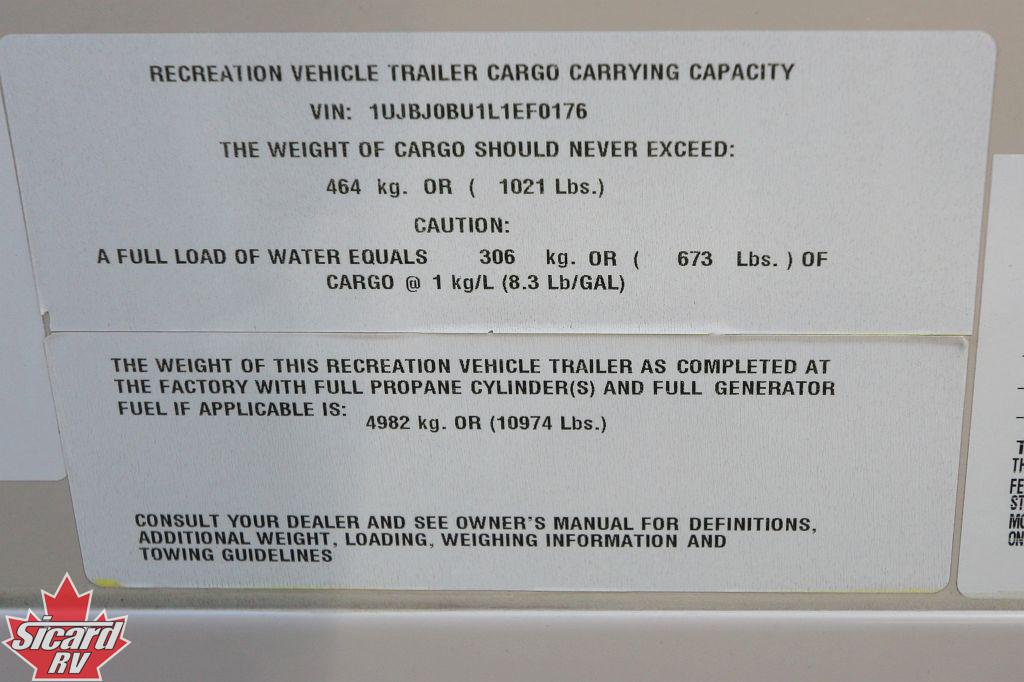 RECREATION VEHICLE TRAILER CARGO CARRYING CAPACITY
VIN: 1UJBJ0BU1L1EF0176
THE WEIGHT OF CARGO SHOULD NEVER EXCEED:
464 kg. OR ( 1021 Lbs.)
CAUTION:
A FULL LOAD OF WATER EQUALS 306 kg. OR ( 673 Lbs. ) OF
CARGO @ 1 kg/L (8.3 Lb/GAL)
THE WEIGHT OF THIS RECREATION VEHICLE TRAILER AS COMPLETED AT
THE FACTORY WITH FULL PROPANE CYLINDER(S) AND FULL GENERATOR
FUEL IF APPLICABLE IS:
4982 kg. OR (10974 Lbs.)
CONSULT YOUR DEALER AND SEE OWNER'S MANUAL FOR DEFINITIONS,
ADDITIONAL WEIGHT, LOADING, WEIGHING INFORMATION AND
TOWING GUIDELINES
Sicard
RV